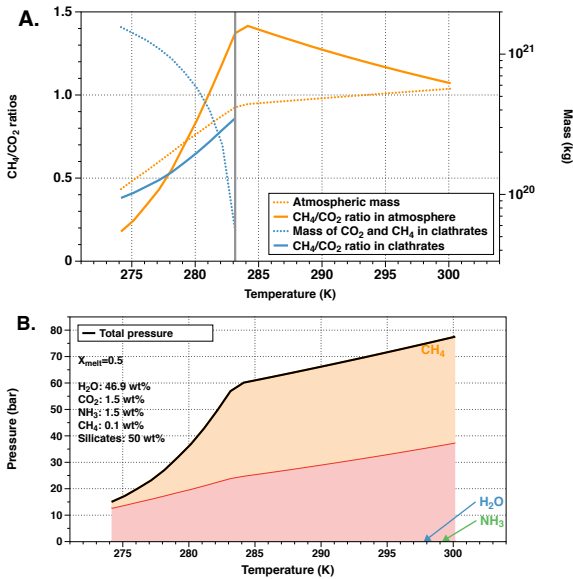 A.
CH₄/CO₂ ratios
1.5
1.0
0.5
0
10²¹
10²⁰
Mass (kg)
Atmospheric mass
CH₄/CO₂ ratio in atmosphere
Mass of CO₂ and CH₄ in clathrates
CH₄/CO₂ ratio in clathrates
275 280 285 290 295 300
Temperature (K)
B.
Pressure (bar)
80
70
60
50
40
30
20
10
0
Total pressure
Xmelt=0.5
H₂O: 46.9 wt%
CO₂: 1.5 wt%
NH₃: 1.5 wt%
CH₄: 0.1 wt%
Silicates: 50 wt%
CH₄
H₂O
NH₃
275 280 285 290 295 300
Temperature (K)